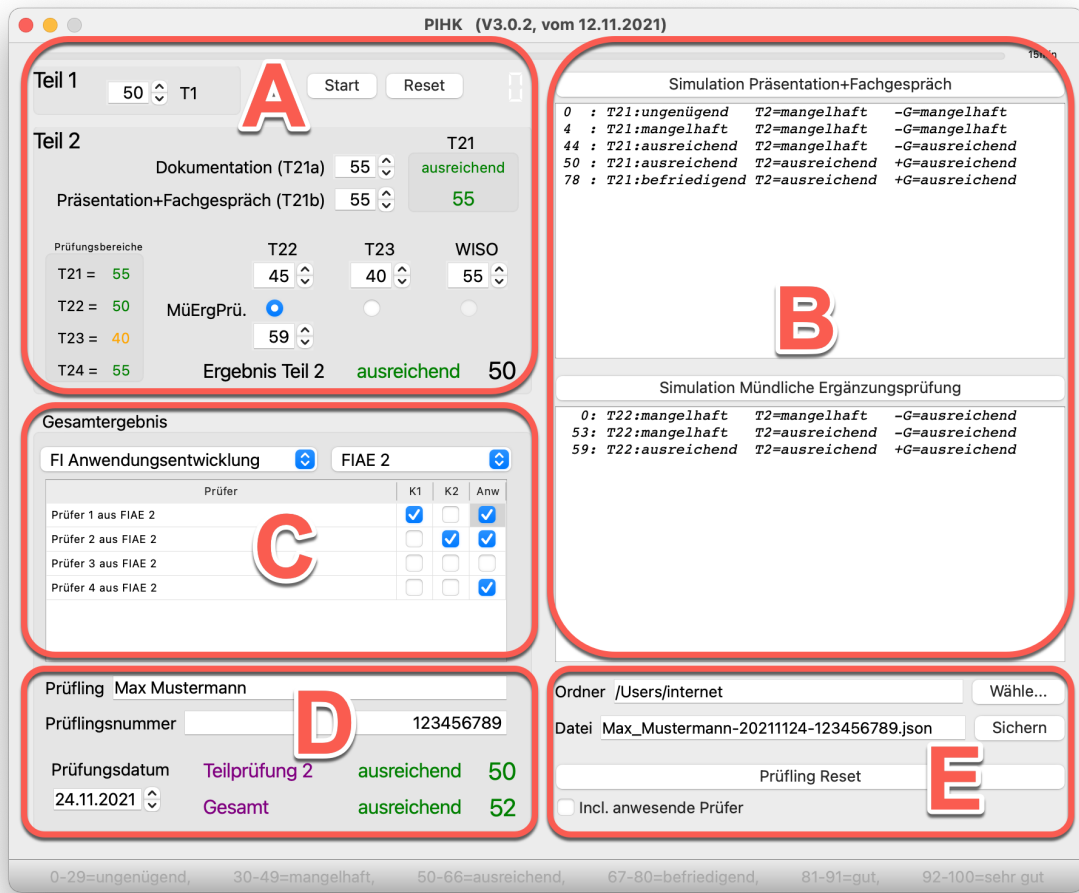 PIHK (V3.0.2, vom 12.11.2021)
Teil 1
50
T1
A
Start
Reset
0
Teil 2
T21
Dokumentation (T21a)
55
ausreichend
Präsentation+Fachgespräch (T21b)
55
55
Prüfungsbereiche
T22
T23
WISO
T21 = 55
45
40
55
T22 = 50
MüErgPrü.
T23 = 40
59
T24 = 55
Ergebnis Teil 2 ausreichend 50
Simulation Präsentation+Fachgespräch
0 : T21:ungenügend T2=mangelhaft -G=mangelhaft
4 : T21:mangelhaft T2=mangelhaft -G=mangelhaft
44 : T21:ausreichend T2=mangelhaft -G=ausreichend
50 : T21:ausreichend T2=ausreichend +G=ausreichend
78 : T21:befriedigend T2=ausreichend +G=ausreichend
B
Simulation Mündliche Ergänzungsprüfung
0: T22:mangelhaft T2=mangelhaft -G=ausreichend
53: T22:mangelhaft T2=ausreichend -G=ausreichend
59: T22:ausreichend T2=ausreichend +G=ausreichend
Gesamtergebnis
FI Anwendungsentwicklung
FIAE 2
Prüfer K1 K2 Anw
Prüfer 1 aus FIAE 2
Prüfer 2 aus FIAE 2
Prüfer 3 aus FIAE 2
Prüfer 4 aus FIAE 2
C
Prüfling Max Mustermann
Prüflingsnummer 123456789
D
Prüfungsdatum
24.11.2021
Teilprüfung 2 ausreichend 50
Gesamt ausreichend 52
Ordner /Users/internet
Wähle...
Datei Max_Mustermann-20211124-123456789.json
Sichern
Prüfling Reset
E
Incl. anwesende Prüfer
0-29=ungenügend, 30-49=mangelhaft, 50-66=ausreichend, 67-80=befriedigend, 81-91=gut, 92-100=sehr gut